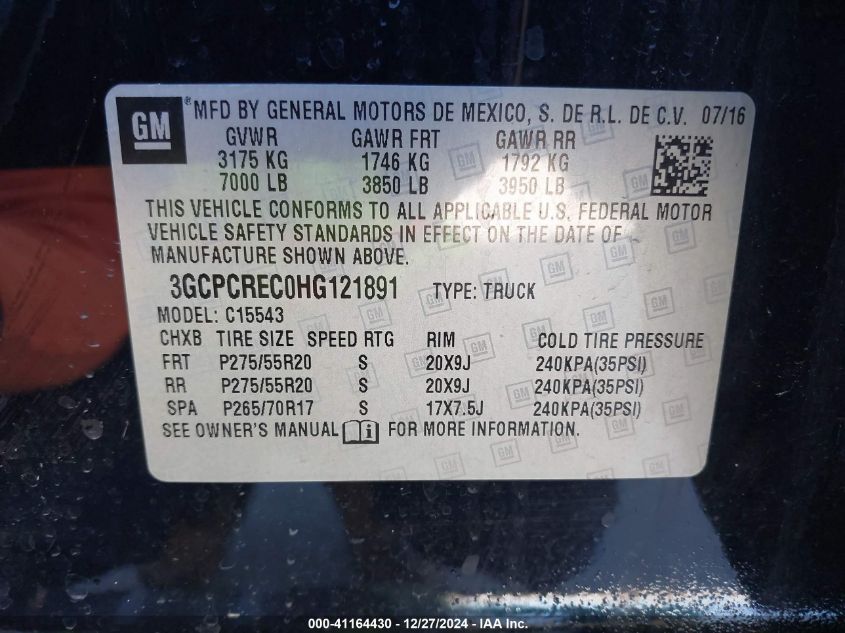 GM ® MFD BY GENERAL MOTORS DE MEXICO, S. DE R.L. DE C.V. 07/16
GVWR GAWR FRT GAWR RR
3175 KG 1746 KG 1792 KG
7000 LB 3850 LB 3950 LB
THIS VEHICLE CONFORMS TO ALL APPLICABLE U.S. FEDERAL MOTOR
VEHICLE SAFETY STANDARDS IN EFFECT ON THE DATE OF
MANUFACTURE SHOWN ABOVE.
3GCPCREC0HG121891 TYPE: TRUCK
MODEL: C15543
CHXB TIRE SIZE SPEED RTG RIM COLD TIRE PRESSURE
FRT P275/55R20 S 20X9J 240KPA(35PSI)
RR P275/55R20 S 20X9J 240KPA(35PSI)
SPA P265/70R17 S 17X7.5J 240KPA(35PSI)
SEE OWNER'S MANUAL i FOR MORE INFORMATION.
000-41164430 - 12/27/2024 - IAA Inc.